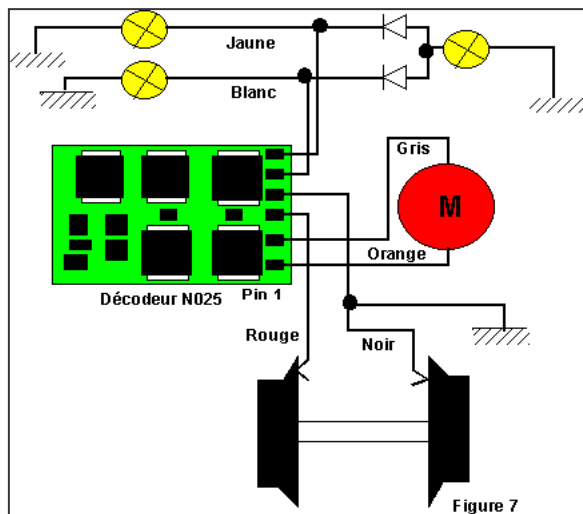 Jaune
Blanc
Gris
M
Orange
Décodeur N025 Pin 1
Rouge
Noir
Figure 7